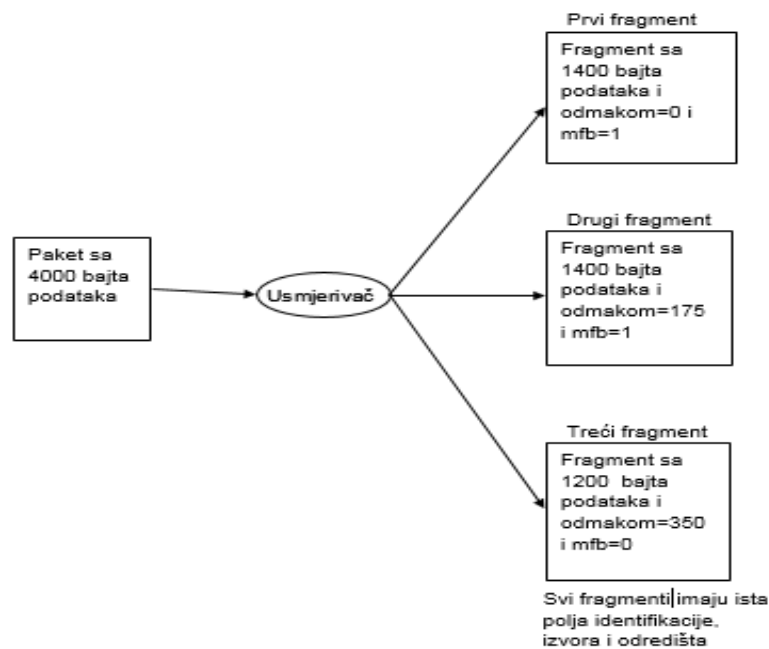 Prvi fragment
Fragment sa
1400 bajta
podataka i
odmakom=0 i
mfb=1
Paket sa
4000 bajta
podataka
Usmjerivač
Drugi fragment
Fragment sa
1400 bajta
podataka i
odmakom=175
i mfb=1
Treći fragment
Fragment sa
1200 bajta
podataka i
odmakom=350
i mfb=0
Svi fragmenti imaju ista
polja identifikacije,
izvora i odredišta